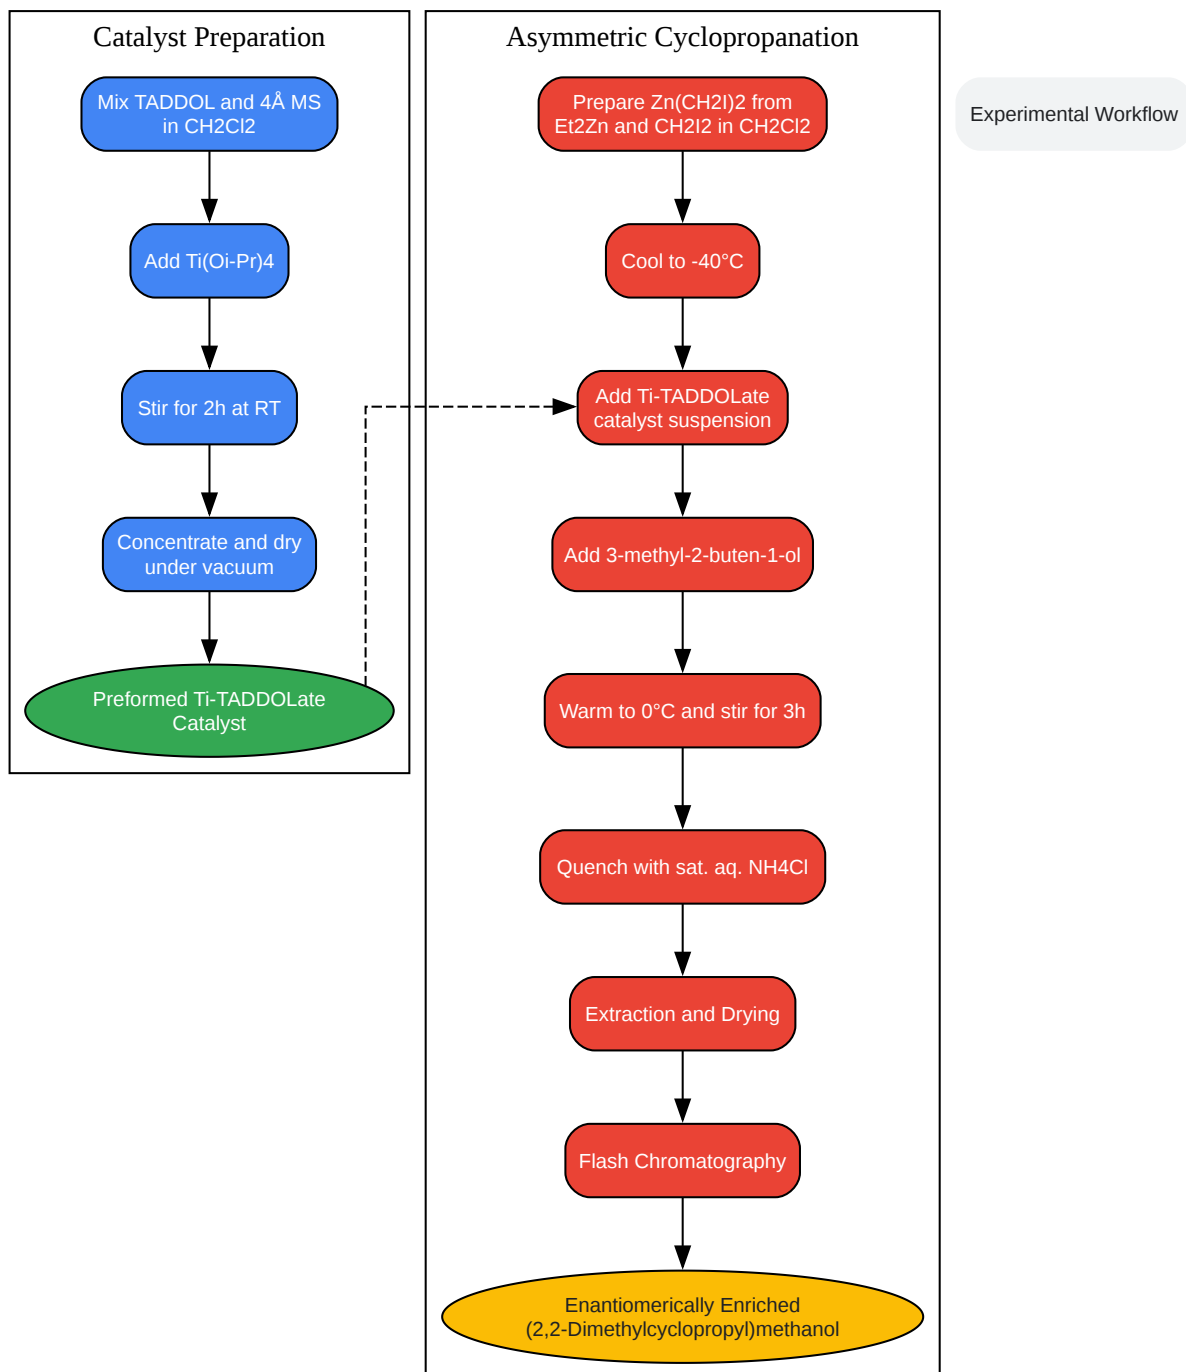 Catalyst Preparation
Mix TADDOL and 4Å MS
in CH2Cl2
Add Ti(Oi-Pr)4
Stir for 2h at RT
Concentrate and dry
under vacuum
Preformed Ti-TADDOLate
Catalyst
Asymmetric Cyclopropanation
Prepare Zn(CH2I)2 from
Et2Zn and CH2I2 in CH2Cl2
Cool to -40°C
Add Ti-TADDOLate
catalyst suspension
Add 3-methyl-2-buten-1-ol
Warm to 0°C and stir for 3h
Quench with sat. aq. NH4Cl
Extraction and Drying
Flash Chromatography
Enantiomerically Enriched
(2,2-Dimethylcyclopropyl)methanol
Experimental Workflow